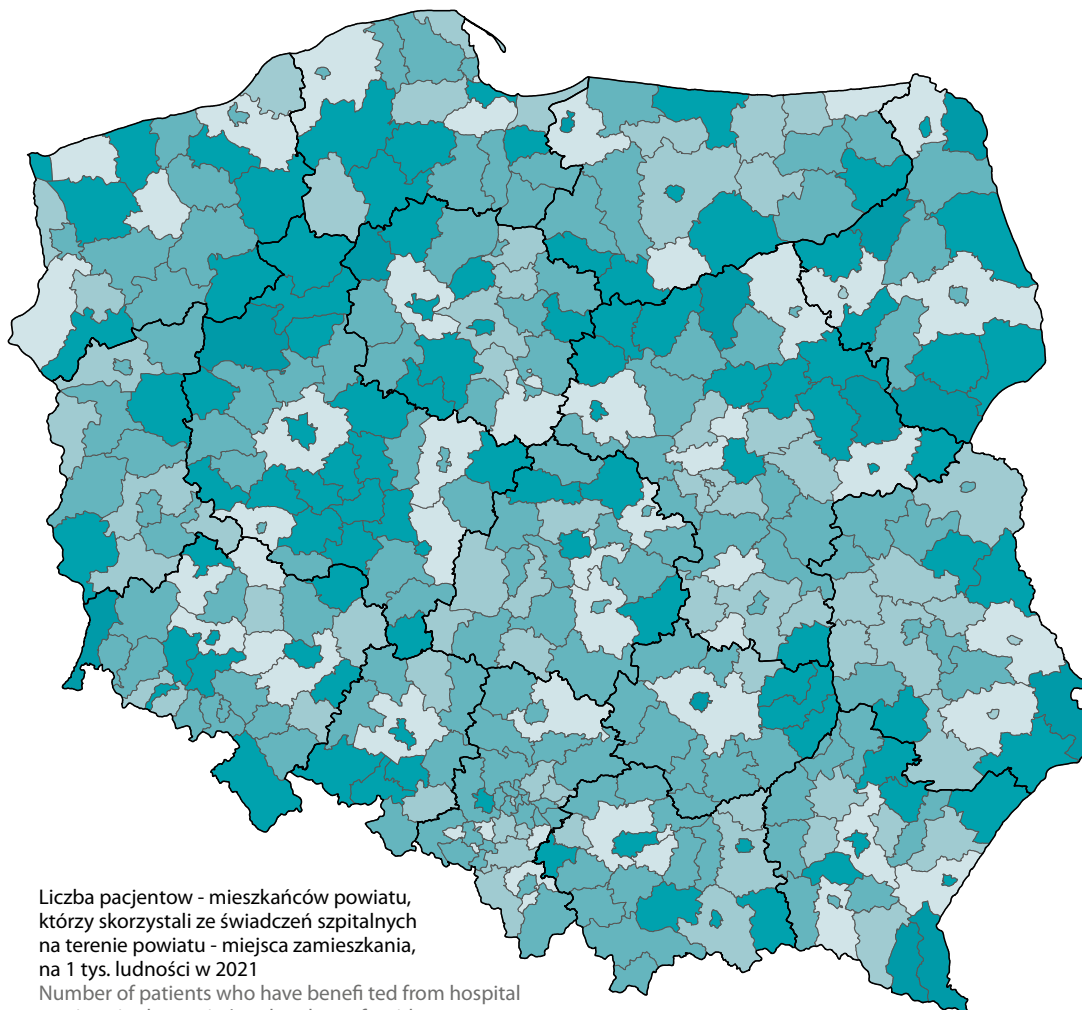 Liczba pacjentow - mieszkańców powiatu,
którzy skorzystali ze świadczeń szpitalnych
na terenie powiatu - miejsca zamieszkania,
na 1 tys. ludności w 2021
Number of patients who have benefi ted from hospital